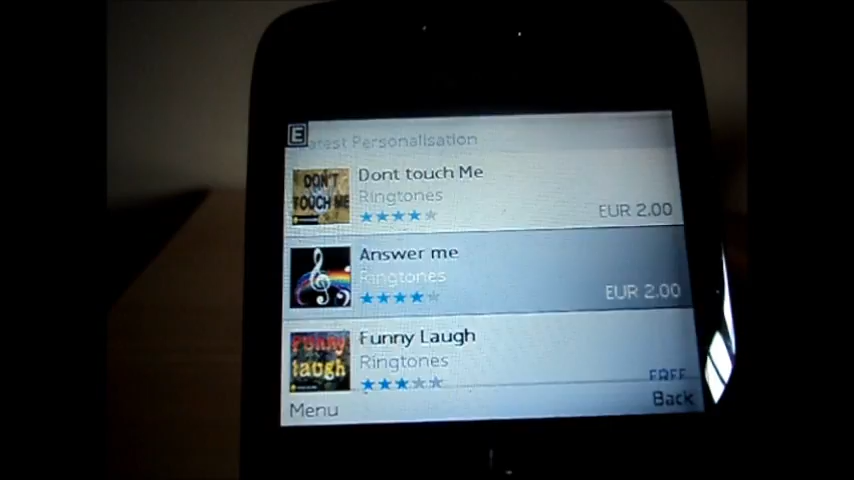 E
atest Personalisation
DON'T
TOUCH ME
Dont touch Me
Ringtones
EUR 2.00
Answer me
Ringtones
EUR 2.00
Funny
laugh
Funny Laugh
Ringtones
FREE
Menu
Back